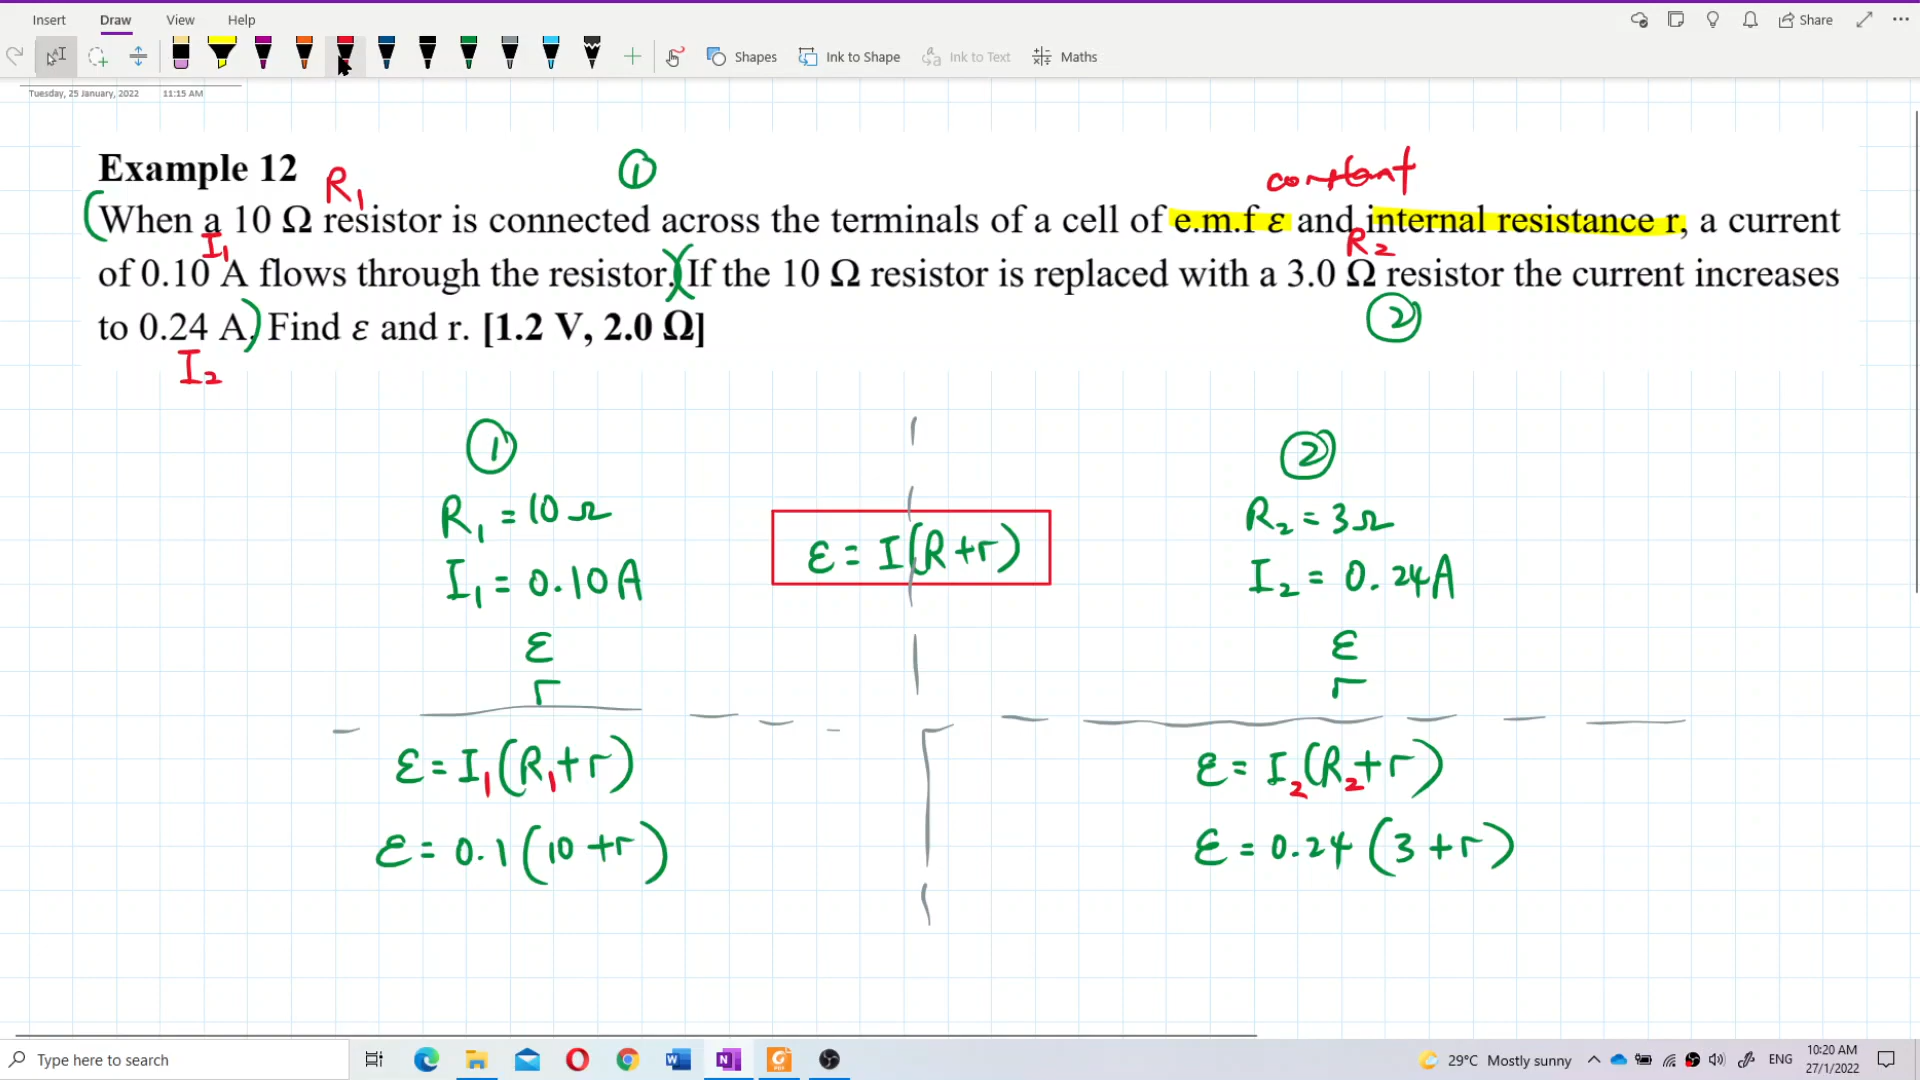 Insert Draw View Help
Share
Shapes Ink to Shape Ink to Text Maths
Tuesday, 25 January, 2022 11:15 AM
Example 12
R₁ ① constant
(When a 10 Ω resistor is connected across the terminals of a cell of e.m.f ε and internal resistance r, a current
I₁ R₂
of 0.10 A flows through the resistor.)(If the 10 Ω resistor is replaced with a 3.0 Ω resistor the current increases
to 0.24 A.) Find ε and r. [1.2 V, 2.0 Ω]
I₂ ②
① ②
R₁ = 10 Ω R₂ = 3 Ω
ε = I(R+r)
I₁ = 0.10 A I₂ = 0.24 A
ε ε
r r
ε = I₁(R₁+r) ε = I₂(R₂+r)
ε = 0.1(10+r) ε = 0.24(3+r)
Type here to search
29°C Mostly sunny ENG 10:20 AM
27/1/2022